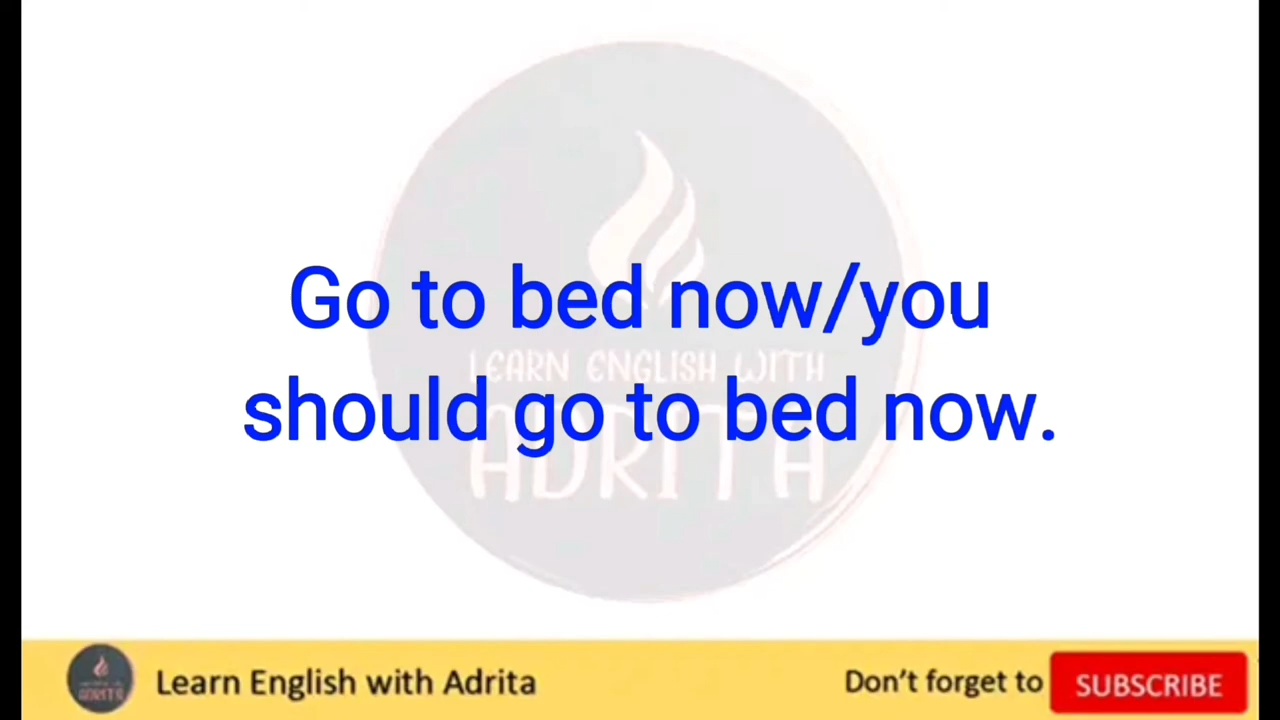 Go to bed now/you
LEARN ENGLISH WITH
should go to bed now.
ADRITA
ADRITA
Learn English with Adrita
Don't forget to
SUBSCRIBE